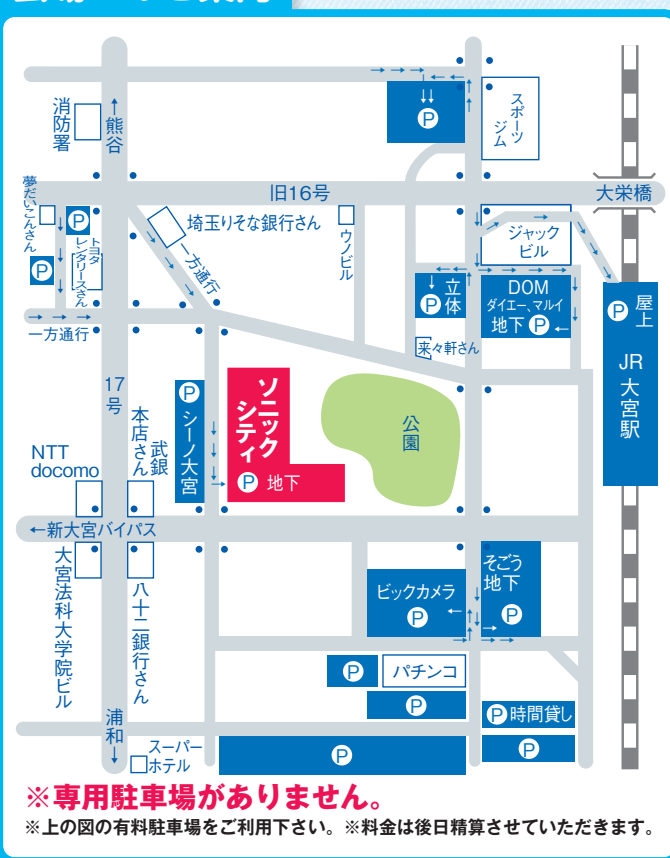 消防署
↑熊谷
P
スポーツ
ジム
旧16号
大栄橋
夢だいこんさん
P
P
トヨタ
レンタリースさん
埼玉りそな銀行さん
一方通行
ウノビル
ジャック
ビル
一方通行
P立体
DOM
ダイエー、マルイ
地下P
P屋上
JR大宮駅
来々軒さん
17号
Pシーノ大宮
ソニック
シティ
P地下
公園
NTT
docomo
武銀
本店さん
←新大宮バイパス
大宮法科大学院ビル
八十二銀行さん
ビックカメラ
P
そごう
地下
P
P
パチンコ
P
P時間貸し
P
P
浦和↓
スーパー
ホテル
※専用駐車場がありません。
※上の図の有料駐車場をご利用下さい。※料金は後日精算させていただきます。